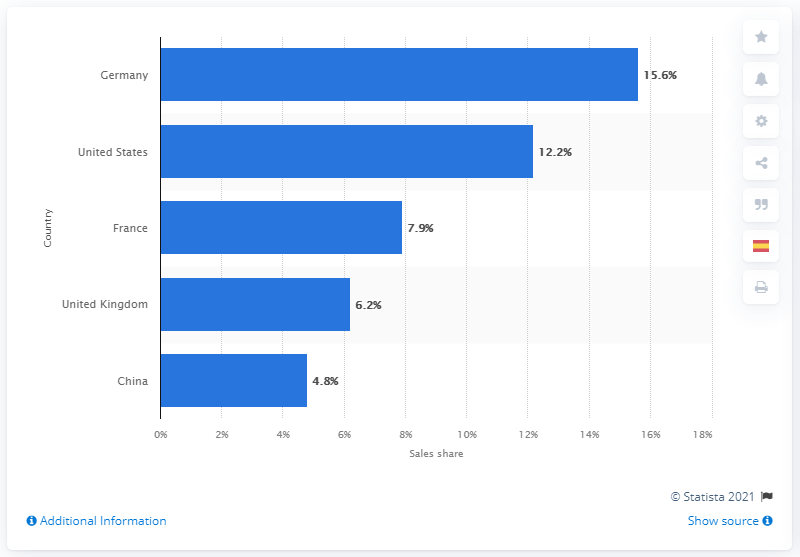 Germany
15.6%
United States
12.2%
France
7.9%
Country
United Kingdom
6.2%
China
4.8%
0% 2% 4% 6% 8% 10% 12% 14% 16% 18%
Sales share
© Statista 2021
Additional Information
Show source